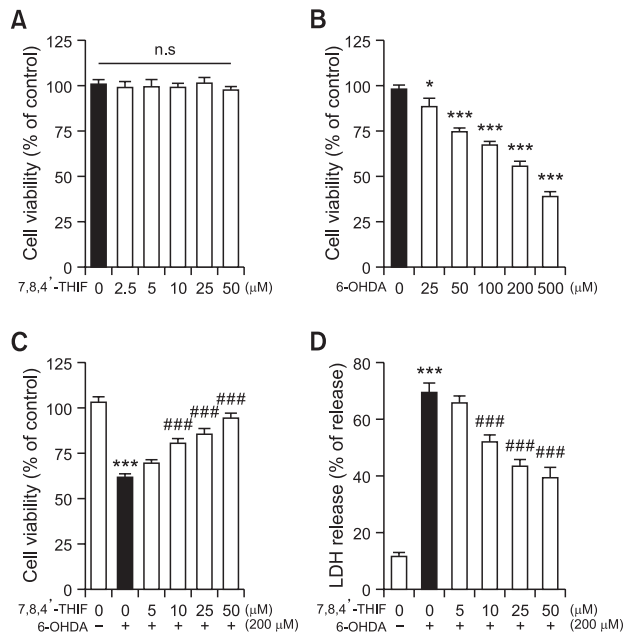 A
Cell viability (% of control)
125
100
75
50
25
0
n.s
7,8,4′-THIF 0 2.5 5 10 25 50 (μM)
B
Cell viability (% of control)
125
100
75
50
25
0
* *** *** *** ***
6-OHDA 0 25 50 100 200 500 (μM)
C
Cell viability (% of control)
125
100
75
50
25
0
*** ### ### ###
7,8,4′-THIF 0 0 5 10 25 50 (μM)
6-OHDA − + + + + + (200 μM)
D
LDH release (% of release)
80
60
40
20
0
*** ### ### ###
7,8,4′-THIF 0 0 5 10 25 50 (μM)
6-OHDA − + + + + + (200 μM)